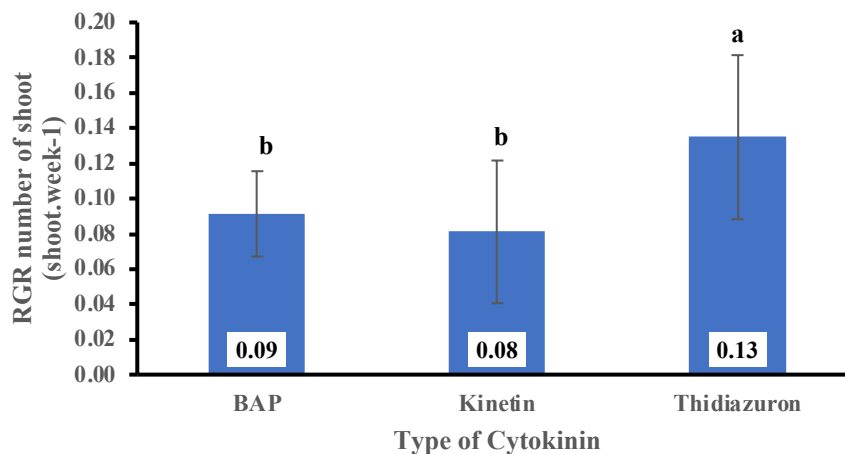 RGR number of shoot
(shoot.week-1)
0.20
0.18
0.16
0.14
0.12
0.10
0.08
0.06
0.04
0.02
0.00
b
b
a
0.09
0.08
0.13
BAP
Kinetin
Thidiazuron
Type of Cytokinin